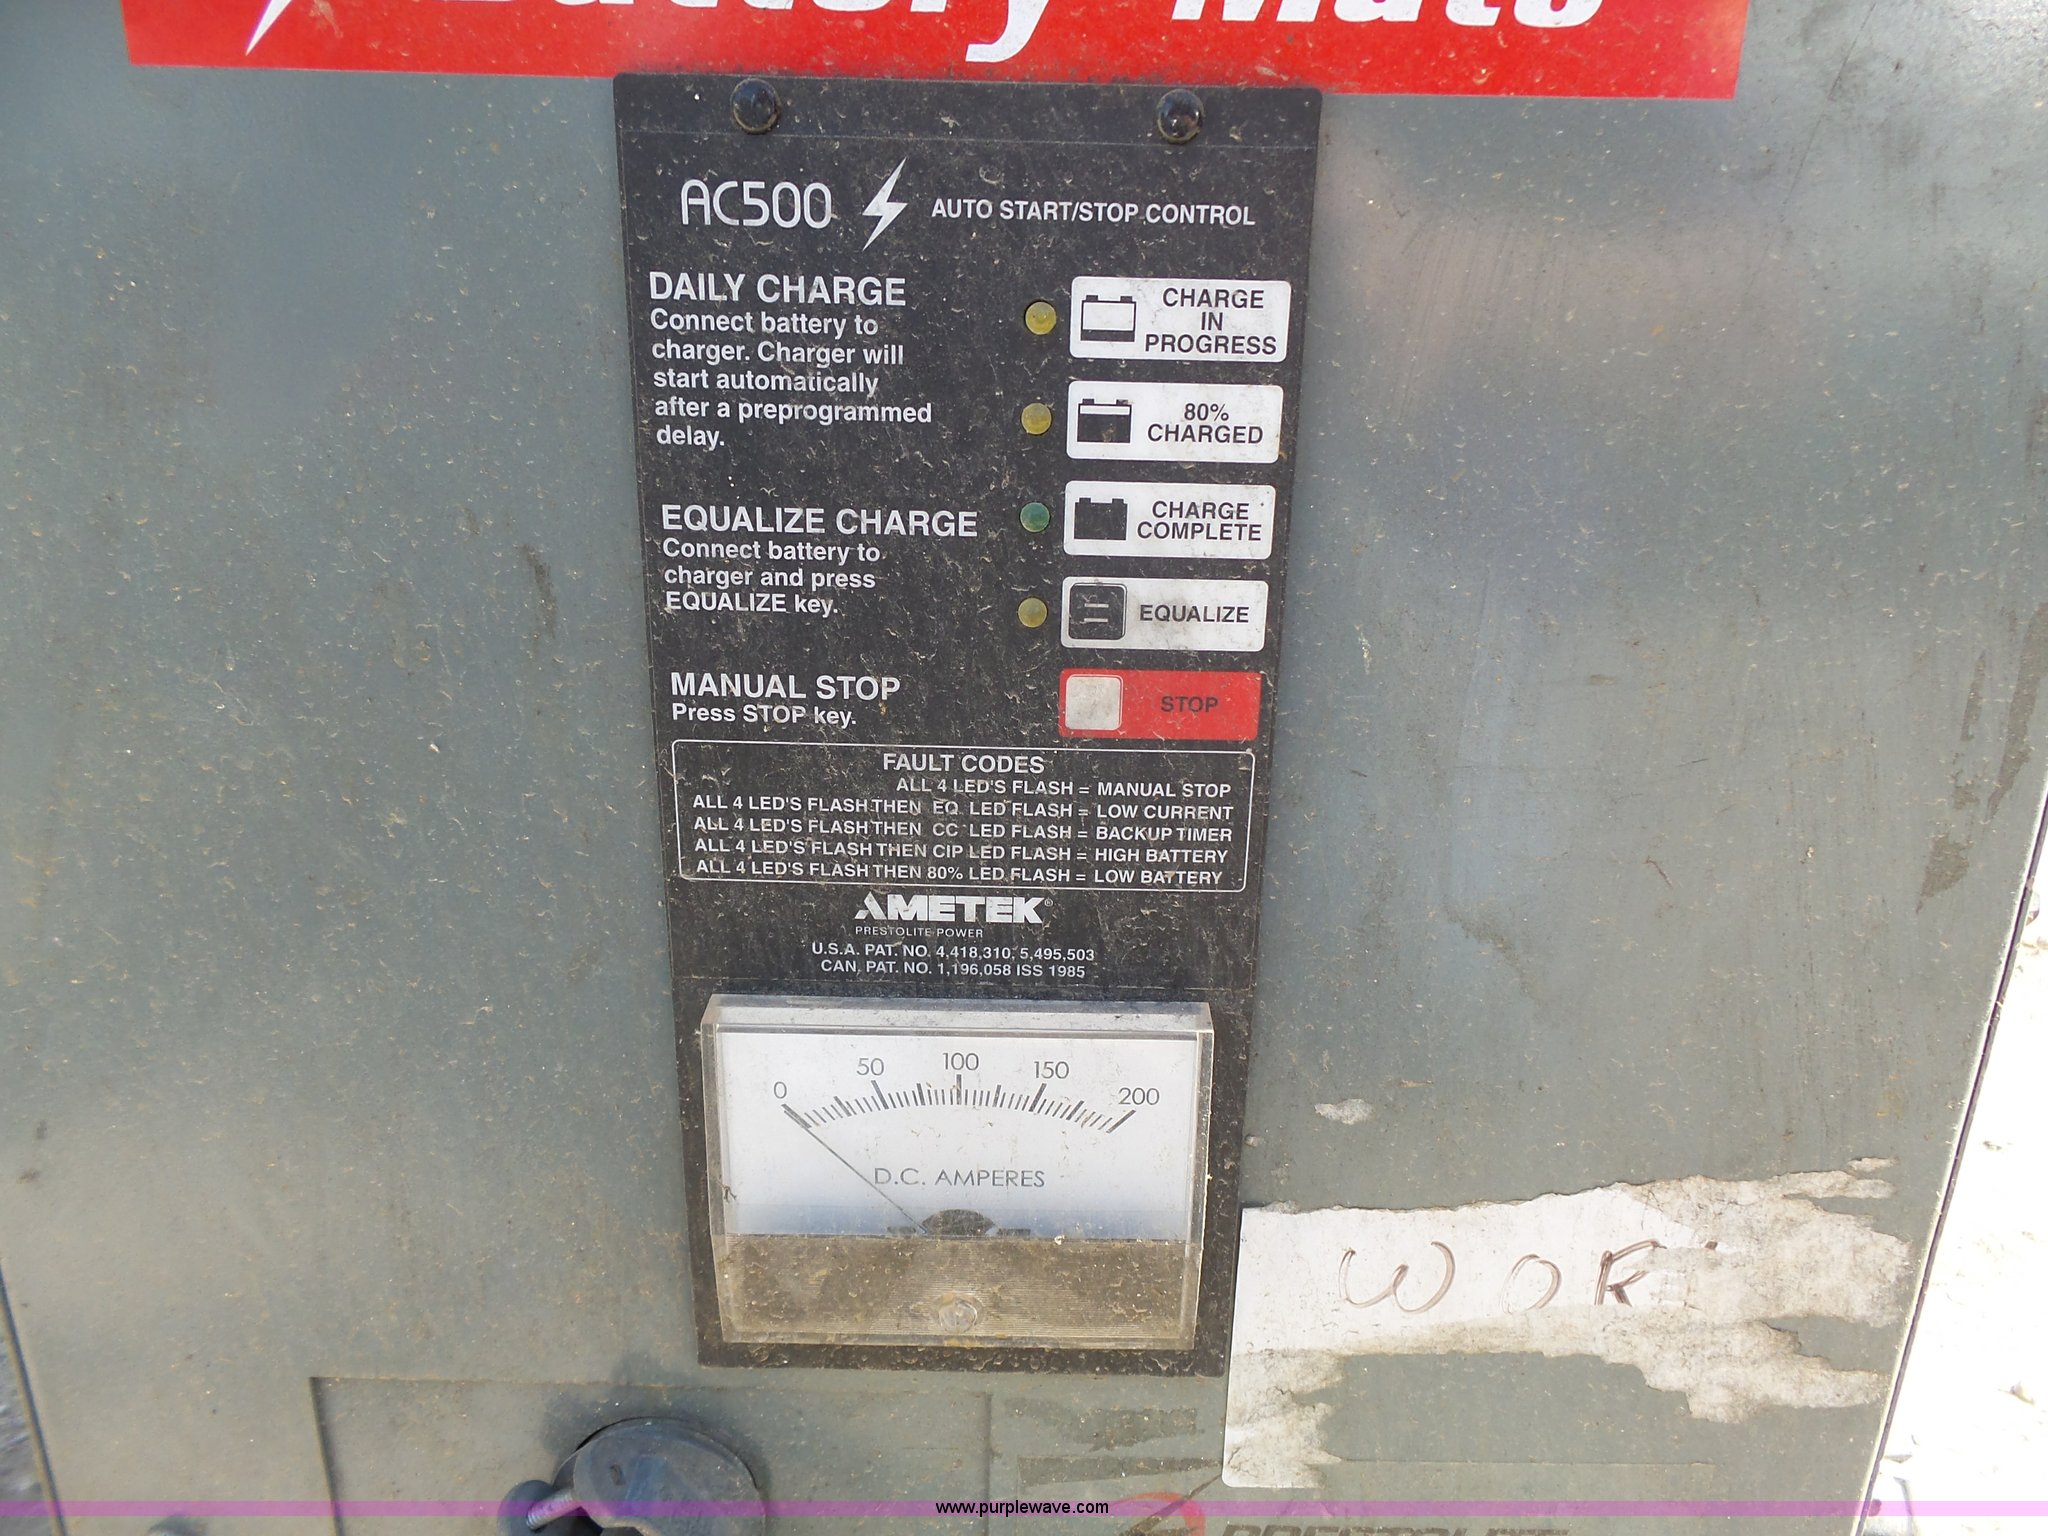 Battery Mate
AC500 AUTO START/STOP CONTROL
DAILY CHARGE
Connect battery to
charger. Charger will
start automatically
after a preprogrammed
delay.
CHARGE
IN
PROGRESS
80%
CHARGED
EQUALIZE CHARGE
Connect battery to
charger and press
EQUALIZE key.
CHARGE
COMPLETE
EQUALIZE
MANUAL STOP
Press STOP key.
STOP
FAULT CODES
ALL 4 LED'S FLASH = MANUAL STOP
ALL 4 LED'S FLASH THEN EQ LED FLASH = LOW CURRENT
ALL 4 LED'S FLASH THEN CC LED FLASH = BACKUP TIMER
ALL 4 LED'S FLASH THEN CIP LED FLASH = HIGH BATTERY
ALL 4 LED'S FLASH THEN 80% LED FLASH = LOW BATTERY
AMETEK®
PRESTOLITE POWER
U.S.A. PAT. NO. 4,418,310, 5,495,503
CAN. PAT. NO. 1,196,058 ISS 1985
0 50 100 150 200
D.C. AMPERES
www.purplewave.com